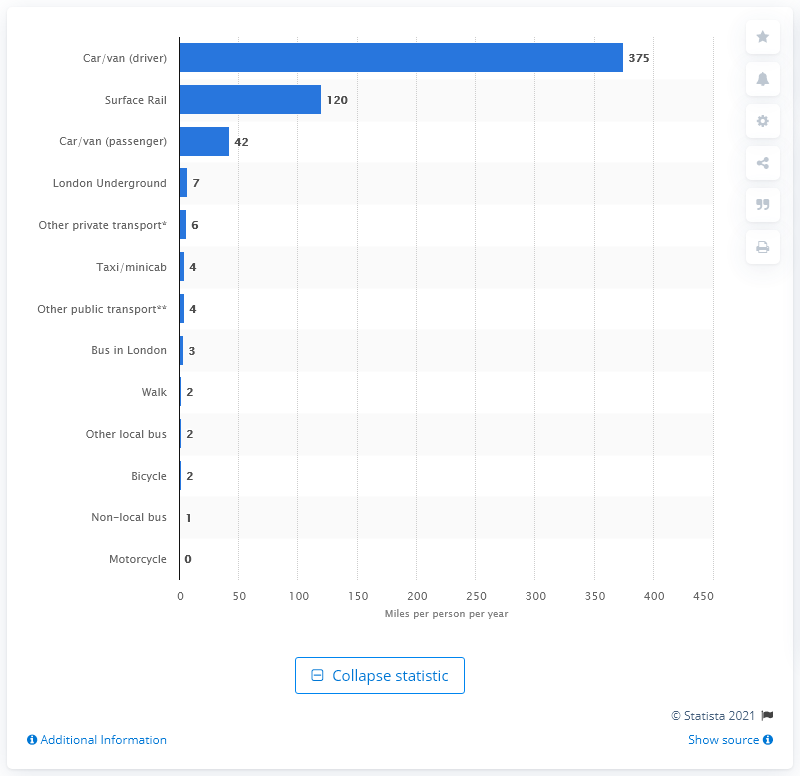 Car/van (driver) 375
Surface Rail 120
Car/van (passenger) 42
London Underground 7
Other private transport* 6
Taxi/minicab 4
Other public transport** 4
Bus in London 3
Walk 2
Other local bus 2
Bicycle 2
Non-local bus 1
Motorcycle 0
0 50 100 150 200 250 300 350 400 450
Miles per person per year
Collapse statistic
© Statista 2021
Additional Information Show source